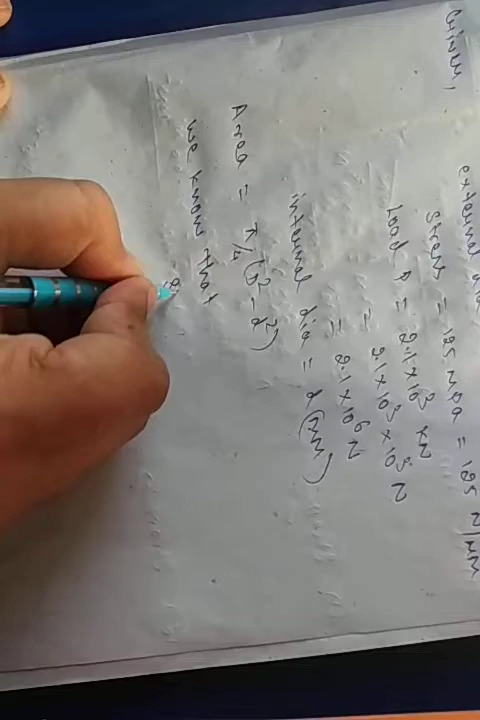 Given,
external dia
Stress = 125 MPa = 125 N/mm
Load P = 2.1 x 10³ kN
= 2.1 x 10³ x 10³ N
= 2.1 x 10⁶ N
internal dia = d (mm)
Area = π/4 (D² - d²)
We know that